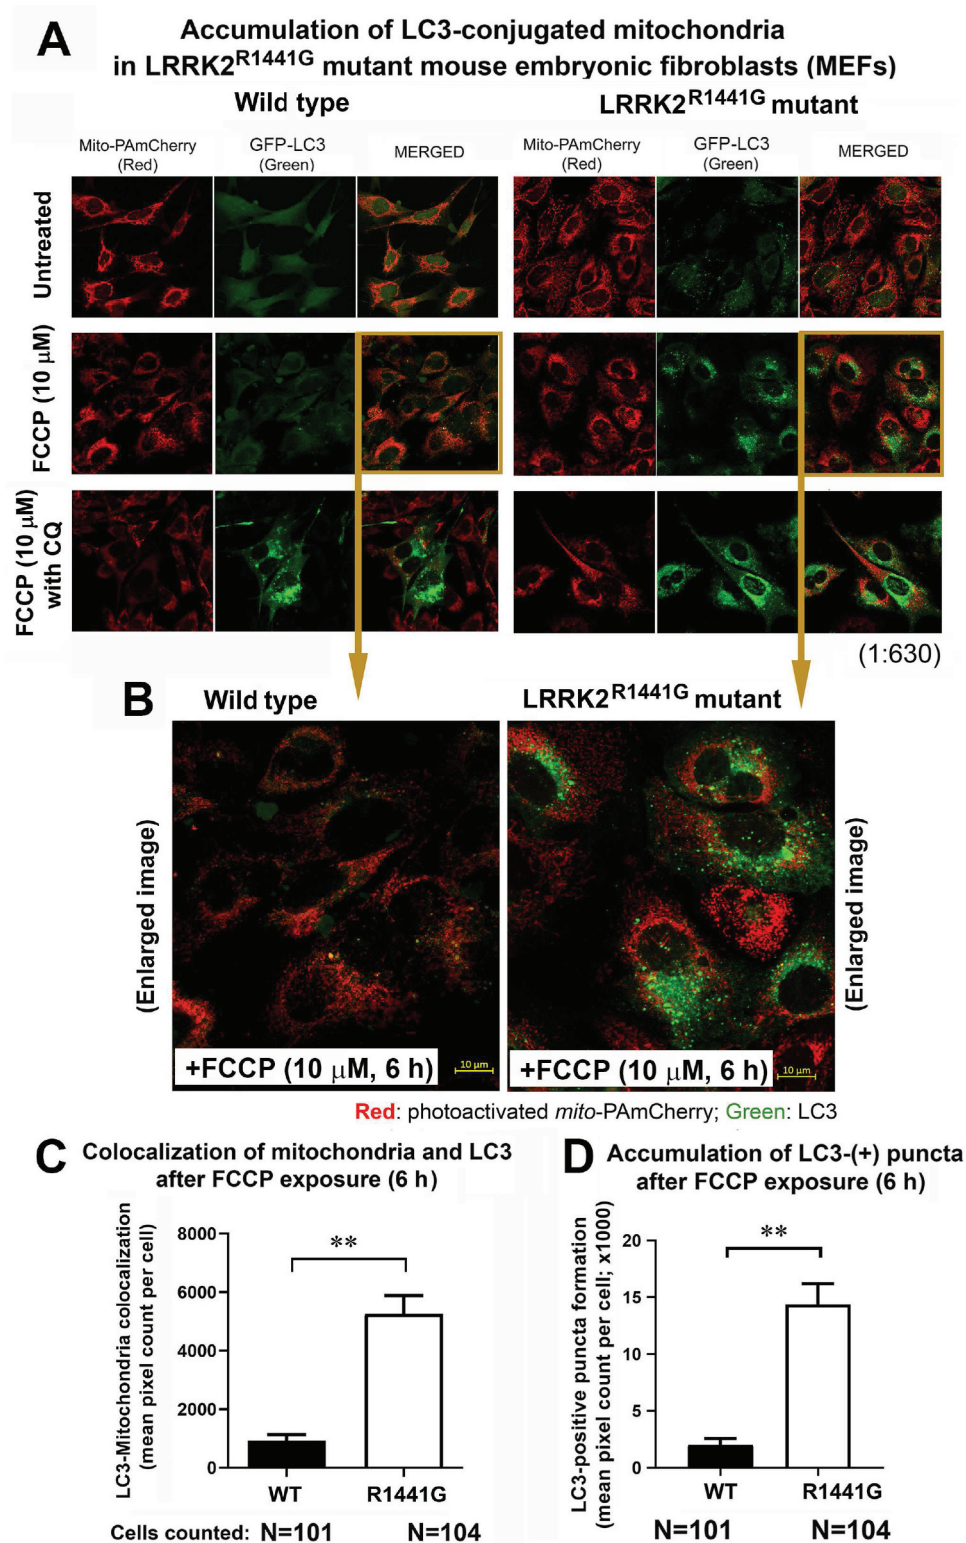 A
Accumulation of LC3-conjugated mitochondria
in LRRK2R1441G mutant mouse embryonic fibroblasts (MEFs)
Wild type
LRRK2R1441G mutant
Mito-PAmCherry
(Red)
GFP-LC3
(Green)
MERGED
Mito-PAmCherry
(Red)
GFP-LC3
(Green)
MERGED
Untreated
FCCP (10 μM)
FCCP (10 μM)
with CQ
(1:630)
B
Wild type
LRRK2R1441G mutant
(Enlarged image)
(Enlarged image)
+FCCP (10 μM, 6 h)
10 μm
+FCCP (10 μM, 6 h)
10 μm
Red: photoactivated mito-PAmCherry; Green: LC3
C
Colocalization of mitochondria and LC3
after FCCP exposure (6 h)
LC3-Mitochondria colocalization
(mean pixel count per cell)
8000
6000
4000
2000
0
**
WT
R1441G
Cells counted: N=101 N=104
D
Accumulation of LC3-(+) puncta
after FCCP exposure (6 h)
LC3-positive puncta formation
(mean pixel count per cell; x1000)
20
15
10
5
0
**
WT
R1441G
N=101 N=104